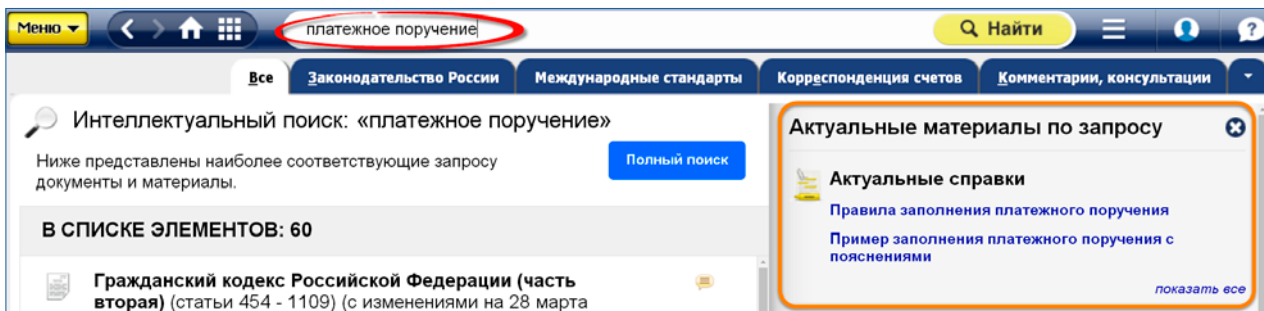 Меню
платежное поручение
Найти
Все
Законодательство России
Международные стандарты
Корреспонденция счетов
Комментарии, консультации
Интеллектуальный поиск: «платежное поручение»
Ниже представлены наиболее соответствующие запросу
документы и материалы.
Полный поиск
В СПИСКЕ ЭЛЕМЕНТОВ: 60
Гражданский кодекс Российской Федерации (часть
вторая) (статьи 454 - 1109) (с изменениями на 28 марта
Актуальные материалы по запросу
Актуальные справки
Правила заполнения платежного поручения
Пример заполнения платежного поручения с
пояснениями
показать все